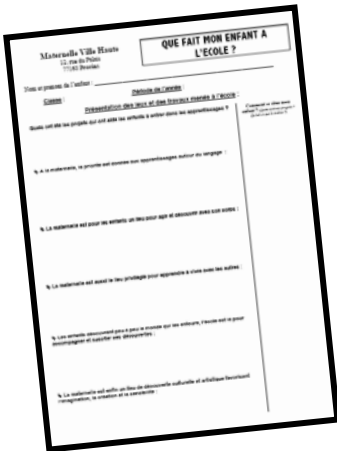 Maternelle Ville Haute
12, rue du Palais
77160 Provins
QUE FAIT MON ENFANT A
L'ECOLE ?
Nom et prénom de l'enfant :
Période de l'année :
Classe :
Présentation des lieux et des travaux menés à l'école :
Quels ont été les projets qui ont aidé les enfants à entrer dans les apprentissages ?
A la maternelle, la priorité est donnée aux apprentissages autour du langage :
La maternelle est pour les enfants un lieu pour agir et découvrir avec son corps :
La maternelle est aussi le lieu privilégié pour apprendre à vivre avec les autres :
Les enfants découvrent peu à peu le monde qui les entoure, l'école est là pour
accompagner et susciter ces découvertes :
La maternelle est enfin un lieu de découverte culturelle et artistique favorisant
l'imagination, la création et la sensibilité :